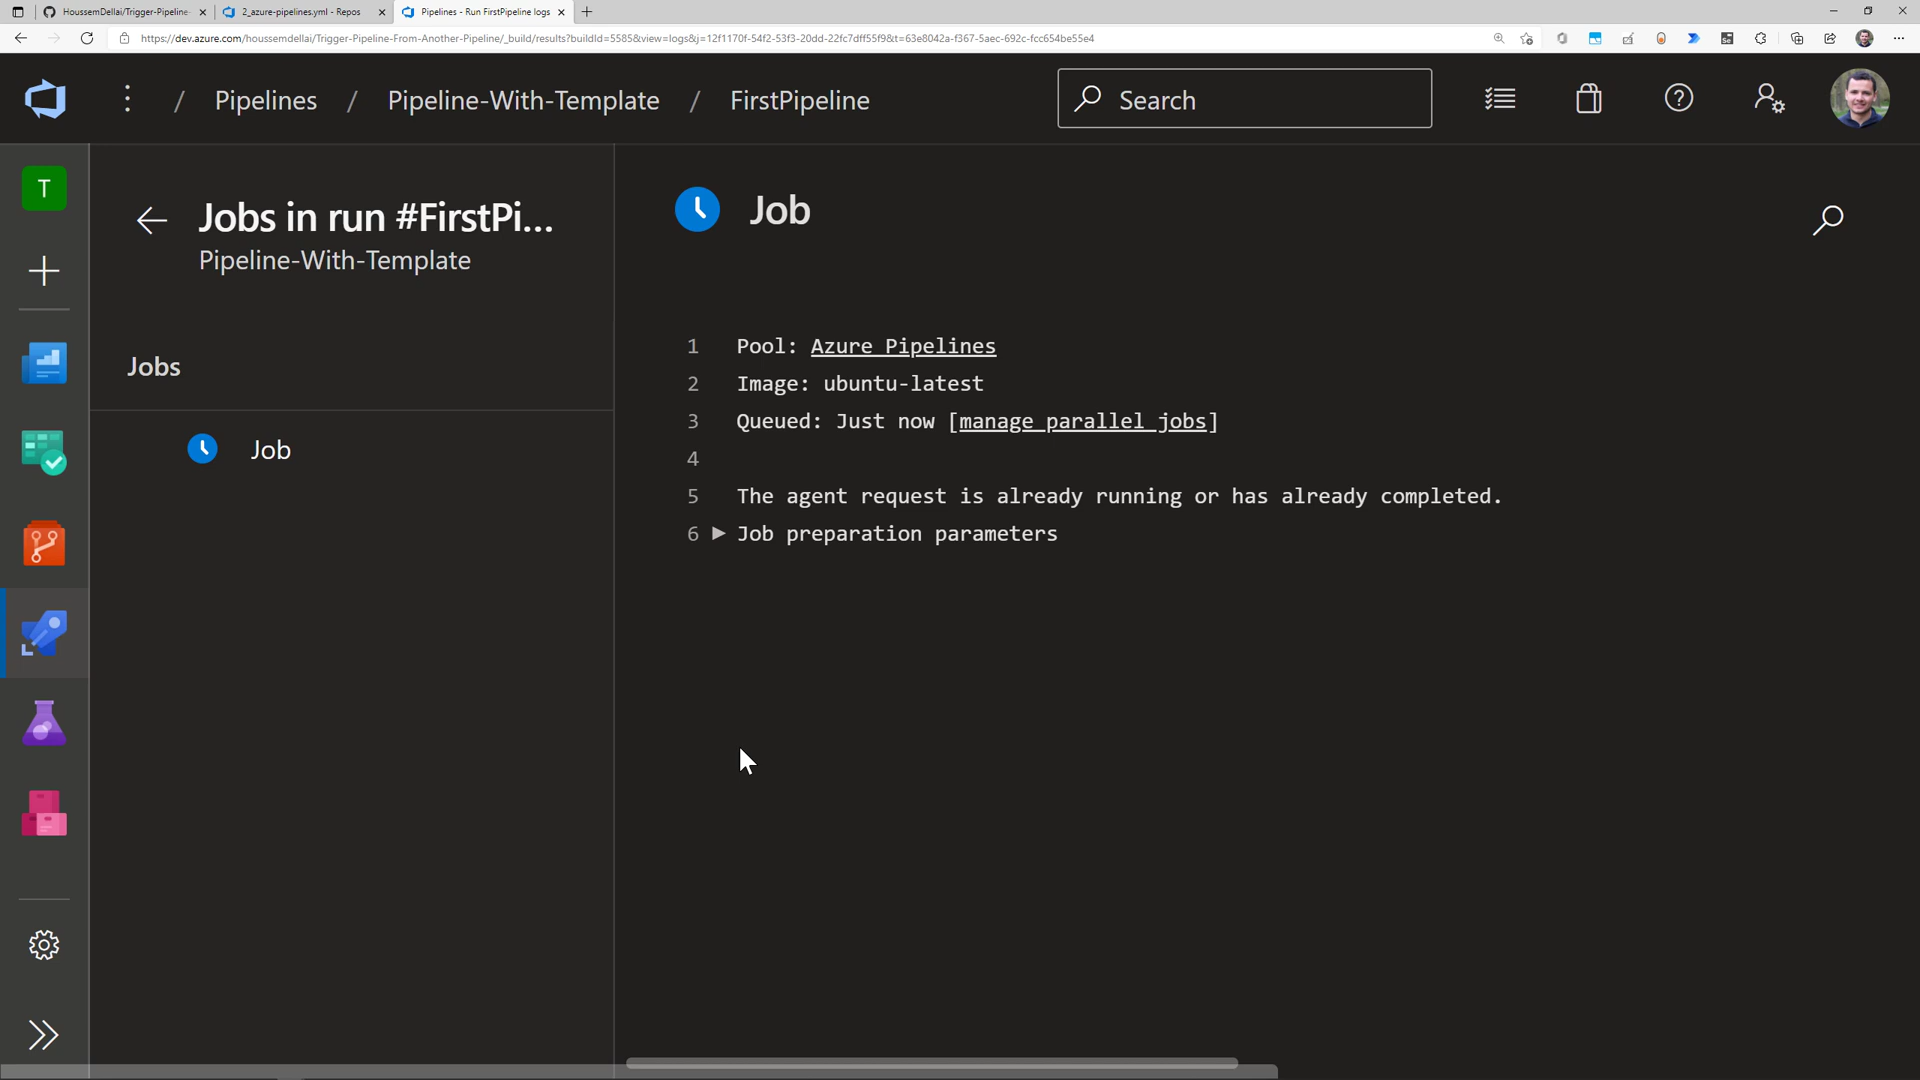 HoussemDellai/Trigger-Pipeline-
2_azure-pipelines.yml - Repos
Pipelines - Run FirstPipeline logs
https://dev.azure.com/houssemdellai/Trigger-Pipeline-From-Another-Pipeline/_build/results?buildId=5585&view=logs&j=12f1170f-54f2-53f3-20dd-22fc7dff55f9&t=63e8042a-f367-5aec-692c-fcc654be55e4
/ Pipelines / Pipeline-With-Template / FirstPipeline
Search
T
Jobs in run #FirstPi...
Pipeline-With-Template
Jobs
Job
Job
1 Pool: Azure Pipelines
2 Image: ubuntu-latest
3 Queued: Just now [manage parallel jobs]
4
5 The agent request is already running or has already completed.
6 Job preparation parameters